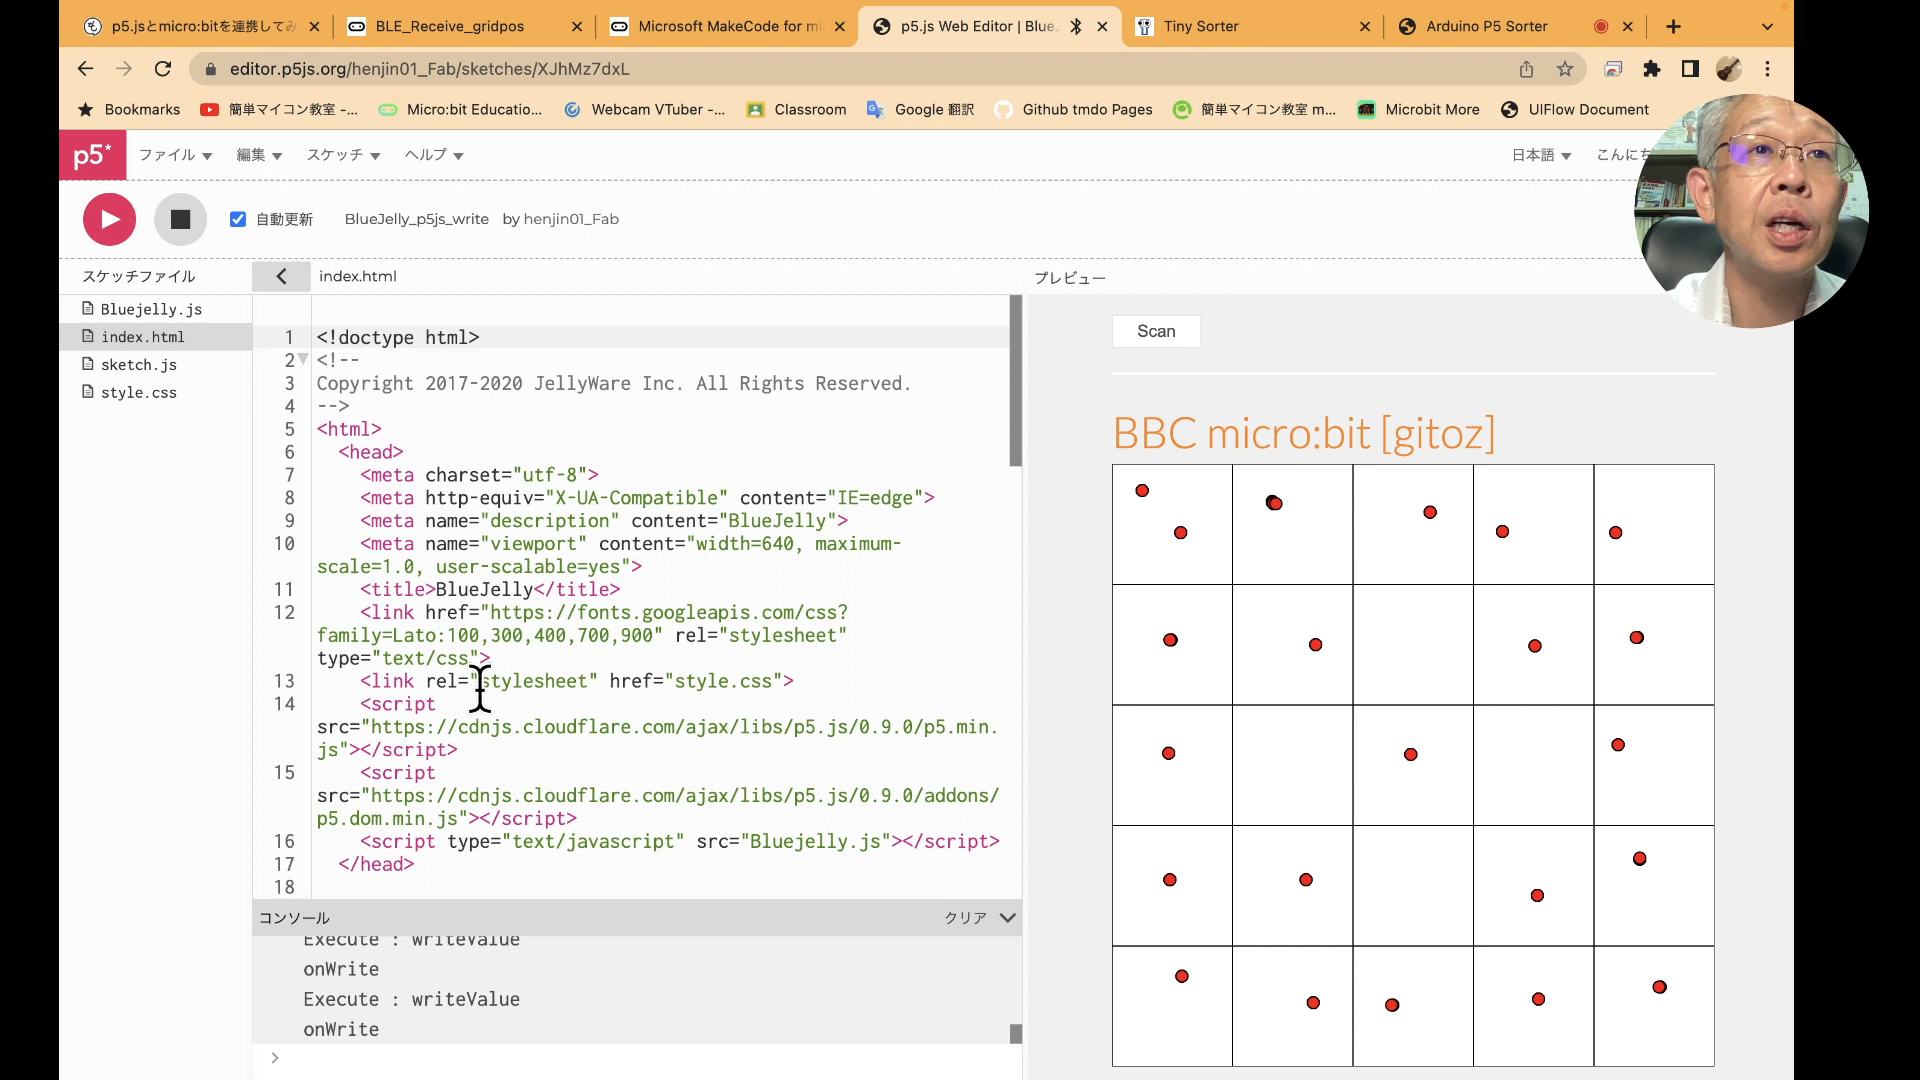 p5.jsとmicro:bitを連携してみ
BLE_Receive_gridpos
Microsoft MakeCode for mi
p5.js Web Editor | Blue
Tiny Sorter
Arduino P5 Sorter
editor.p5js.org/henjin01_Fab/sketches/XJhMz7dxL
Bookmarks
簡単マイコン教室 -...
Micro:bit Educatio...
Webcam VTuber -...
Classroom
Google 翻訳
Github tmdo Pages
簡単マイコン教室 m...
Microbit More
UIFlow Document
p5*
ファイル
編集
スケッチ
ヘルプ
日本語
こんにち
自動更新
BlueJelly_p5js_write
by henjin01_Fab
スケッチファイル
index.html
プレビュー
Bluejelly.js
index.html
sketch.js
style.css
1 <!doctype html>
2 <!--
3 Copyright 2017-2020 JellyWare Inc. All Rights Reserved.
4 -->
5 <html>
6 <head>
7 <meta charset="utf-8">
8 <meta http-equiv="X-UA-Compatible" content="IE=edge">
9 <meta name="description" content="BlueJelly">
10 <meta name="viewport" content="width=640, maximum-
scale=1.0, user-scalable=yes">
11 <title>BlueJelly</title>
12 <link href="https://fonts.googleapis.com/css?
family=Lato:100,300,400,700,900" rel="stylesheet"
type="text/css">
13 <link rel="stylesheet" href="style.css">
14 <script
src="https://cdnjs.cloudflare.com/ajax/libs/p5.js/0.9.0/p5.min.
js"></script>
15 <script
src="https://cdnjs.cloudflare.com/ajax/libs/p5.js/0.9.0/addons/
p5.dom.min.js"></script>
16 <script type="text/javascript" src="Bluejelly.js"></script>
17 </head>
18
コンソール
クリア
Execute : writeValue
onWrite
Execute : writeValue
onWrite
>
Scan
BBC micro:bit [gitoz]